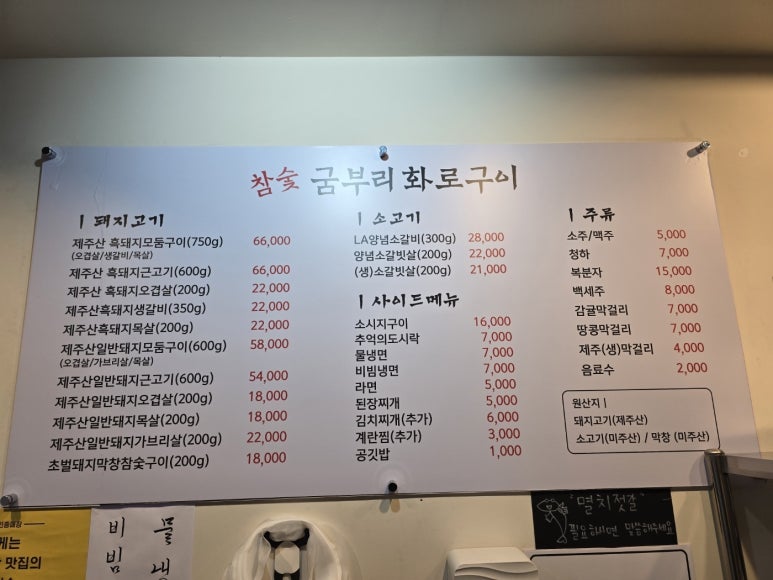 참숯 굼부리 화로구이
| 돼지고기
제주산 흑돼지모둠구이(750g) 66,000
(오겹살/생갈비/목살)
제주산 흑돼지근고기(600g) 66,000
제주산 흑돼지오겹살(200g) 22,000
제주산흑돼지생갈비(350g) 22,000
제주산흑돼지목살(200g) 22,000
제주산일반돼지모둠구이(600g) 58,000
(오겹살/가브리살/목살)
제주산일반돼지근고기(600g) 54,000
제주산일반돼지오겹살(200g) 18,000
제주산일반돼지목살(200g) 18,000
제주산일반돼지가브리살(200g) 22,000
초벌돼지막창참숯구이(200g) 18,000
| 소고기
LA양념소갈비(300g) 28,000
양념소갈빗살(200g) 22,000
(생)소갈빗살(200g) 21,000
| 사이드메뉴
소시지구이 16,000
추억의도시락 7,000
물냉면 7,000
비빔냉면 7,000
라면 5,000
된장찌개 5,000
김치찌개(추가) 6,000
계란찜(추가) 3,000
공깃밥 1,000
| 주류
소주/맥주 5,000
청하 7,000
복분자 15,000
백세주 8,000
감귤막걸리 7,000
땅콩막걸리 7,000
제주(생)막걸리 4,000
음료수 2,000
원산지 |
돼지고기(제주산)
소고기(미주산) / 막창 (미주산)
"멸치젓갈"
필요하시면 말씀해주세요
맛집의
비빔
물냉